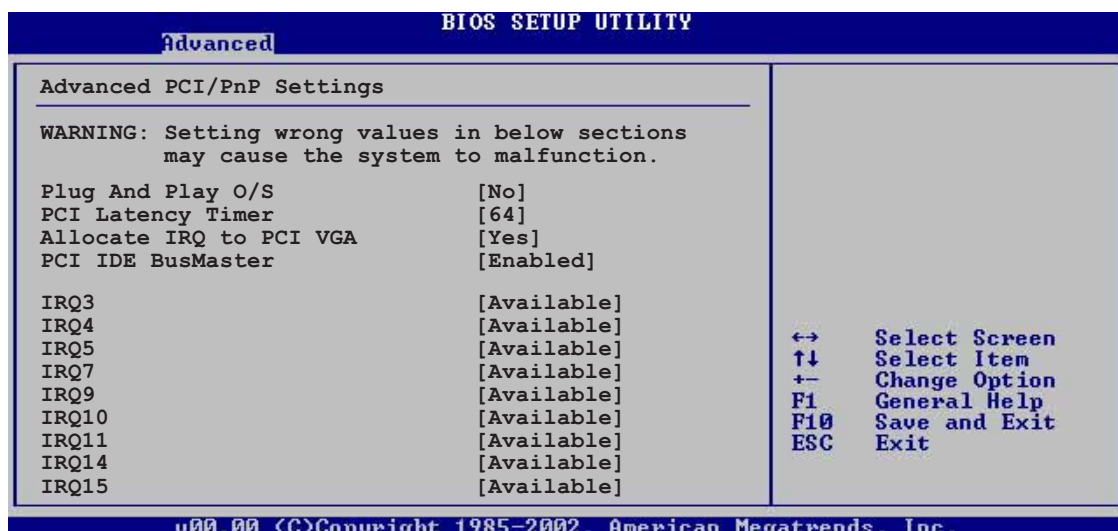 BIOS SETUP UTILITY
Advanced
Advanced PCI/PnP Settings
WARNING: Setting wrong values in below sections
may cause the system to malfunction.
Plug And Play O/S [No]
PCI Latency Timer [64]
Allocate IRQ to PCI VGA [Yes]
PCI IDE BusMaster [Enabled]
IRQ3 [Available]
IRQ4 [Available]
IRQ5 [Available]
IRQ7 [Available]
IRQ9 [Available]
IRQ10 [Available]
IRQ11 [Available]
IRQ14 [Available]
IRQ15 [Available]
↔ Select Screen
↑↓ Select Item
+- Change Option
F1 General Help
F10 Save and Exit
ESC Exit
v00.00 (C)Copyright 1985-2002, American Megatrends, Inc.